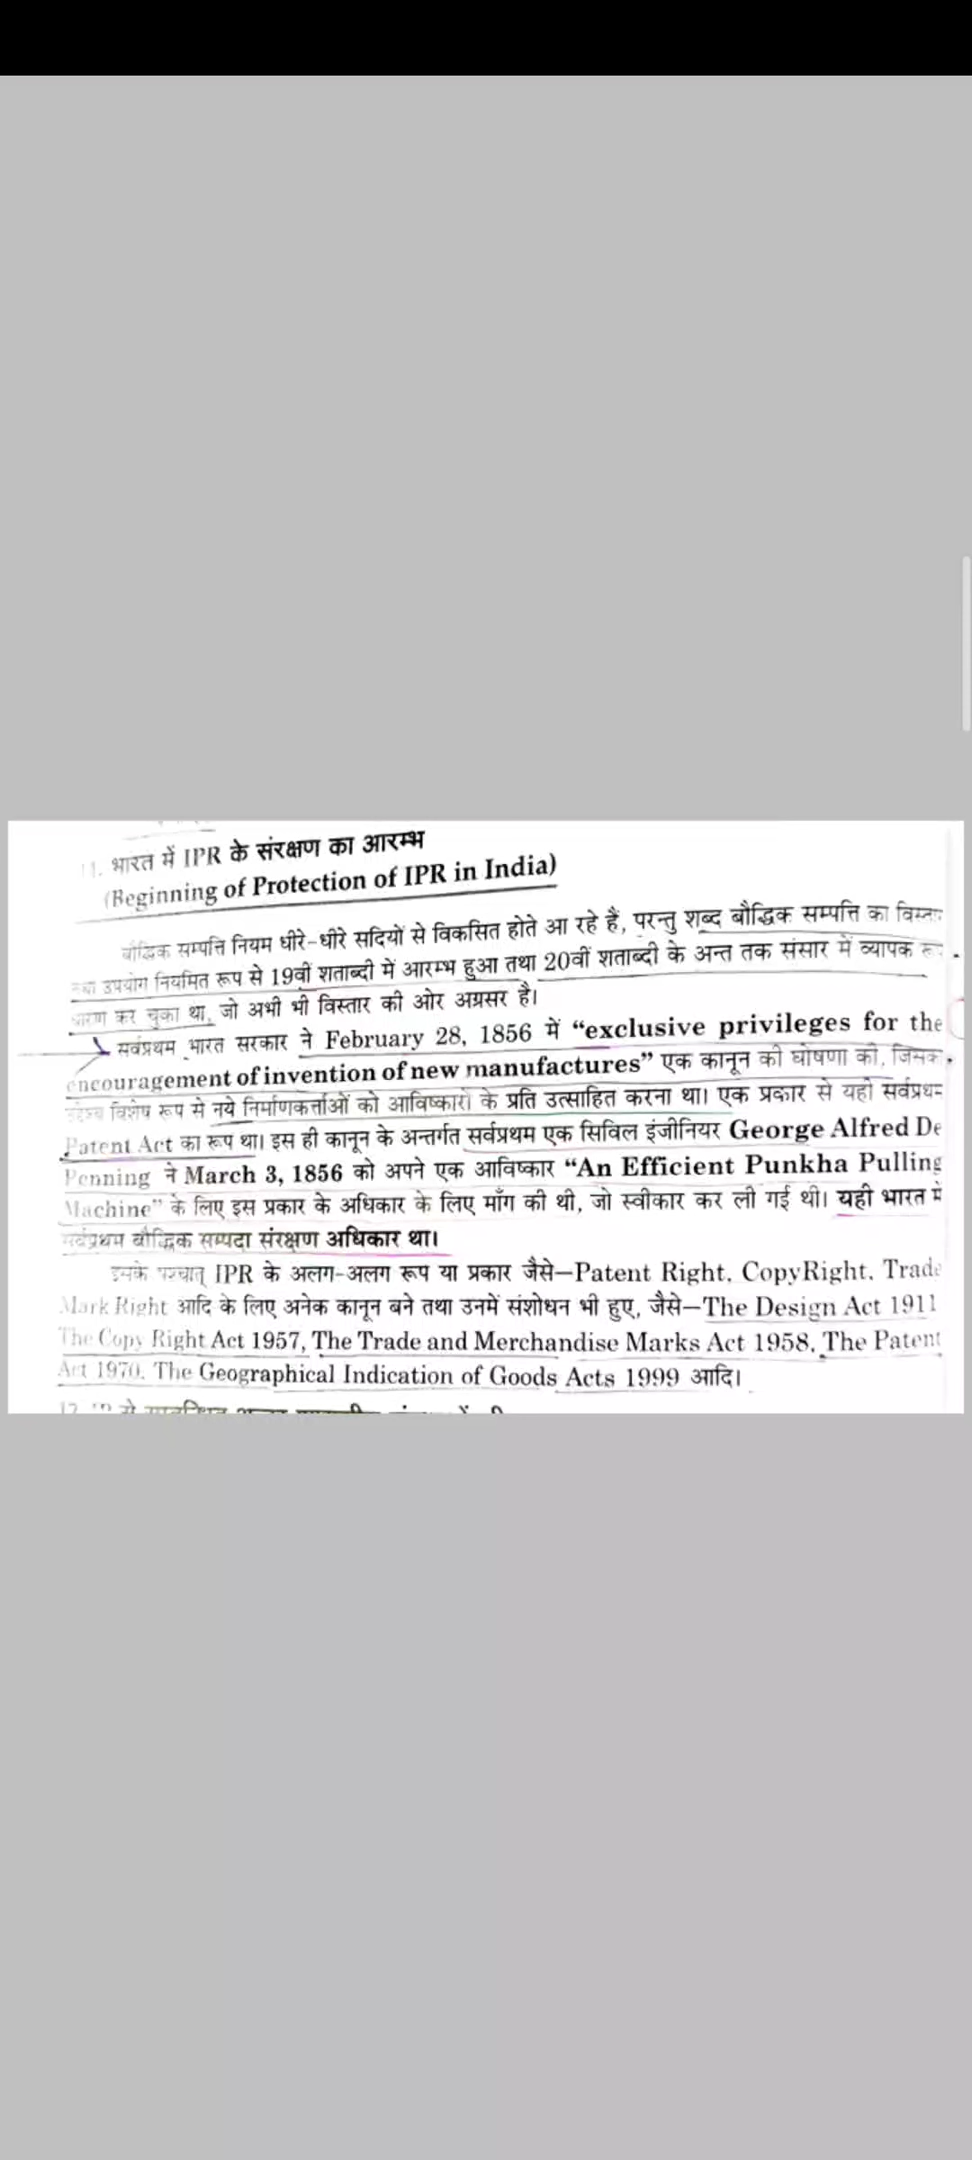 11. भारत में IPR के संरक्षण का आरम्भ
(Beginning of Protection of IPR in India)
बौद्धिक सम्पत्ति नियम धीरे-धीरे सदियों से विकसित होते आ रहे हैं, परन्तु शब्द बौद्धिक सम्पत्ति का विस्तार
तथा उपयोग नियमित रूप से 19वीं शताब्दी में आरम्भ हुआ तथा 20वीं शताब्दी के अन्त तक संसार में व्यापक रूप
धारण कर चुका था, जो अभी भी विस्तार की ओर अग्रसर है।
सर्वप्रथम भारत सरकार ने February 28, 1856 में “exclusive privileges for the
encouragement of invention of new manufactures” एक कानून की घोषणा की, जिसका
उद्देश्य विशेष रूप से नये निर्माणकर्त्ताओं को आविष्कारों के प्रति उत्साहित करना था। एक प्रकार से यही सर्वप्रथम
Patent Act का रूप था। इस ही कानून के अन्तर्गत सर्वप्रथम एक सिविल इंजीनियर George Alfred De
Penning ने March 3, 1856 को अपने एक आविष्कार “An Efficient Punkha Pulling
Machine” के लिए इस प्रकार के अधिकार के लिए माँग की थी, जो स्वीकार कर ली गई थी। यही भारत में
सर्वप्रथम बौद्धिक सम्पदा संरक्षण अधिकार था।
इसके पश्चात् IPR के अलग-अलग रूप या प्रकार जैसे—Patent Right, CopyRight, Trade
Mark Right आदि के लिए अनेक कानून बने तथा उनमें संशोधन भी हुए, जैसे—The Design Act 1911
The Copy Right Act 1957, The Trade and Merchandise Marks Act 1958, The Patent
Act 1970, The Geographical Indication of Goods Acts 1999 आदि।